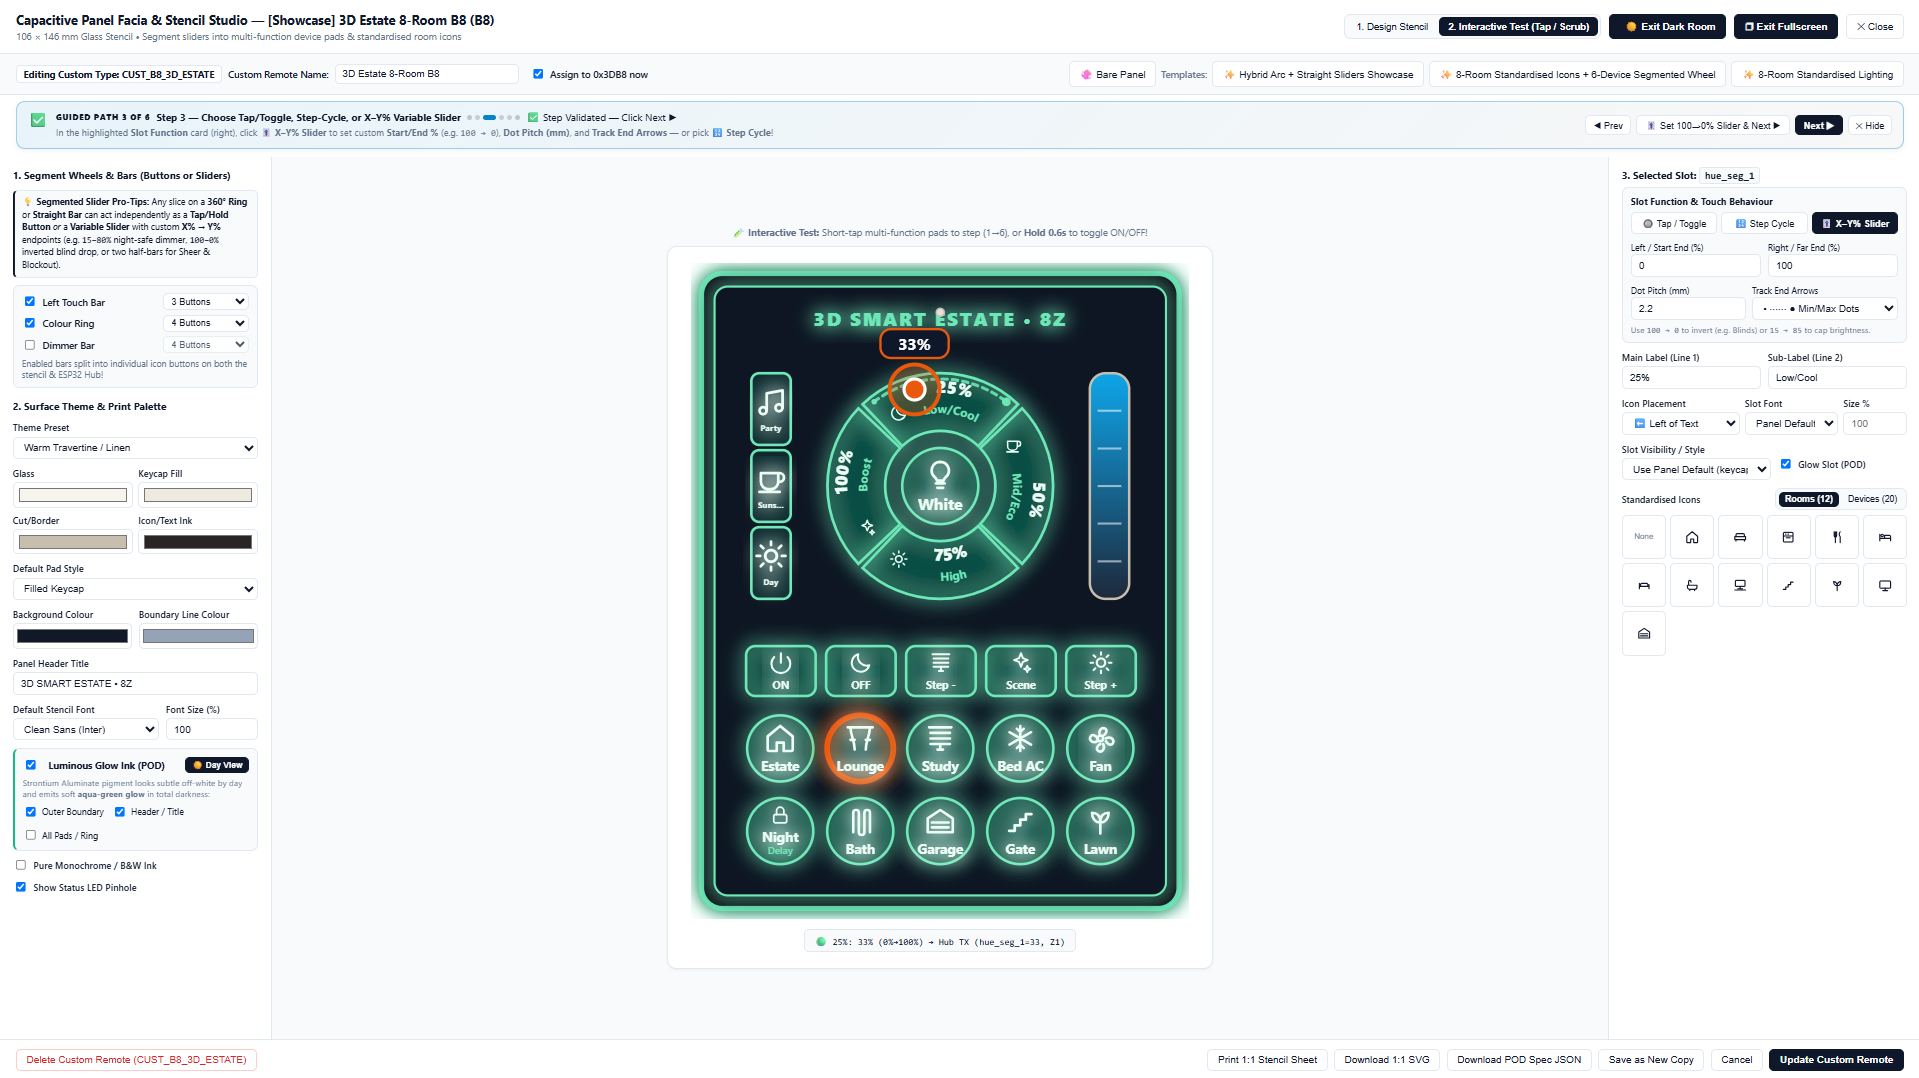 Capacitive Panel Facia & Stencil Studio — [Showcase] 3D Estate 8-Room B8 (B8)
106 × 146 mm Glass Stencil • Segment sliders into multi-function device pads & standardised room icons
1. Design Stencil
2. Interactive Test (Tap / Scrub)
Exit Dark Room
Exit Fullscreen
Close
Editing Custom Type: CUST_B8_3D_ESTATE
Custom Remote Name:
3D Estate 8-Room B8
Assign to 0x3DB8 now
Bare Panel
Templates:
Hybrid Arc + Straight Sliders Showcase
8-Room Standardised Icons + 6-Device Segmented Wheel
8-Room Standardised Lighting
GUIDED PATH 3 OF 6 Step 3 — Choose Tap/Toggle, Step-Cycle, or X–Y% Variable Slider
Step Validated — Click Next ▶
In the highlighted Slot Function card (right), click X–Y% Slider to set custom Start/End % (e.g. 100 → 0), Dot Pitch (mm), and Track End Arrows — or pick Step Cycle!
◀ Prev
Set 100→0% Slider & Next ▶
Next ▶
Hide
1. Segment Wheels & Bars (Buttons or Sliders)
Segmented Slider Pro-Tips: Any slice on a 360° Ring
or Straight Bar can act independently as a Tap/Hold
Button or a Variable Slider with custom X% → Y%
endpoints (e.g. 15–80% night-safe dimmer, 100–0%
inverted blind drop, or two half-bars for Sheer &
Blockout).
Left Touch Bar
3 Buttons
Colour Ring
4 Buttons
Dimmer Bar
4 Buttons
Enabled bars split into individual icon buttons on both the
stencil & ESP32 Hub!
2. Surface Theme & Print Palette
Theme Preset
Warm Travertine / Linen
Glass
Keycap Fill
Cut/Border
Icon/Text Ink
Default Pad Style
Filled Keycap
Background Colour
Boundary Line Colour
Panel Header Title
3D SMART ESTATE • 8Z
Default Stencil Font
Font Size (%)
Clean Sans (Inter)
100
Luminous Glow Ink (POD)
Day View
Strontium Aluminate pigment looks subtle off-white by day
and emits soft aqua-green glow in total darkness:
Outer Boundary
Header / Title
All Pads / Ring
Pure Monochrome / B&W Ink
Show Status LED Pinhole
Interactive Test: Short-tap multi-function pads to step (1→6), or Hold 0.6s to toggle ON/OFF!
3D SMART ESTATE • 8Z
33%
25%
Low/Cool
100%
Boost
50%
Mid/Eco
75%
High
White
Party
Suns...
Day
ON
OFF
Step -
Scene
Step +
Estate
Lounge
Study
Bed AC
Fan
Night
Delay
Bath
Garage
Gate
Lawn
25%: 33% (0%→100%) → Hub TX (hue_seg_1=33, Z1)
3. Selected Slot: hue_seg_1
Slot Function & Touch Behaviour
Tap / Toggle
Step Cycle
X–Y% Slider
Left / Start End (%)
Right / Far End (%)
0
100
Dot Pitch (mm)
Track End Arrows
2.2
• ······ ● Min/Max Dots
Use 100 → 0 to invert (e.g. Blinds) or 15 → 85 to cap brightness.
Main Label (Line 1)
Sub-Label (Line 2)
25%
Low/Cool
Icon Placement
Slot Font
Size %
Left of Text
Panel Default
100
Slot Visibility / Style
Use Panel Default (keycap
Glow Slot (POD)
Standardised Icons
Rooms (12)
Devices (20)
None
Delete Custom Remote (CUST_B8_3D_ESTATE)
Print 1:1 Stencil Sheet
Download 1:1 SVG
Download POD Spec JSON
Save as New Copy
Cancel
Update Custom Remote